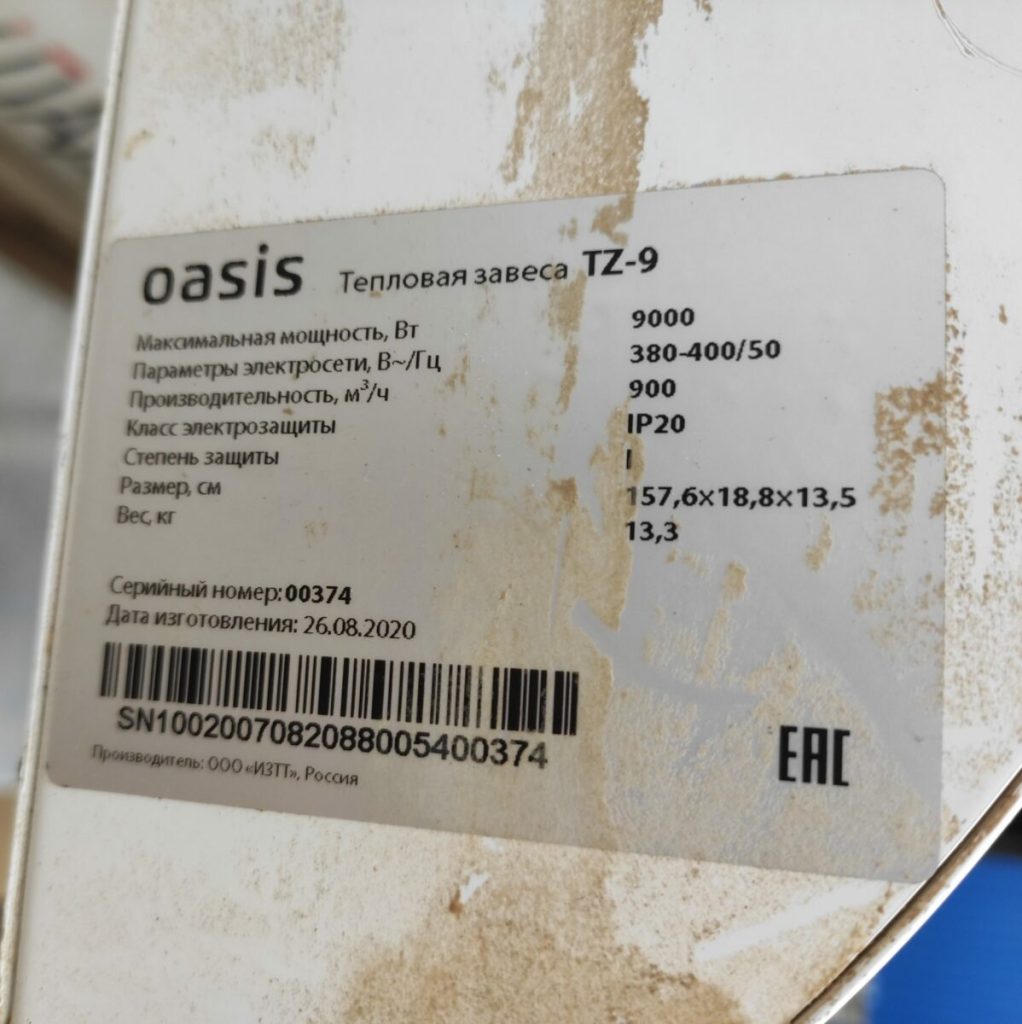 oasis Тепловая завеса TZ-9
Максимальная мощность, Вт 9000
Параметры электросети, В~/Гц 380-400/50
Производительность, м³/ч 900
Класс электрозащиты IP20
Степень защиты I
Размер, см 157,6×18,8×13,5
Вес, кг 13,3
Серийный номер: 00374
Дата изготовления: 26.08.2020
SN1002007082088005400374
Производитель: ООО «ИЗТТ», Россия
EAC